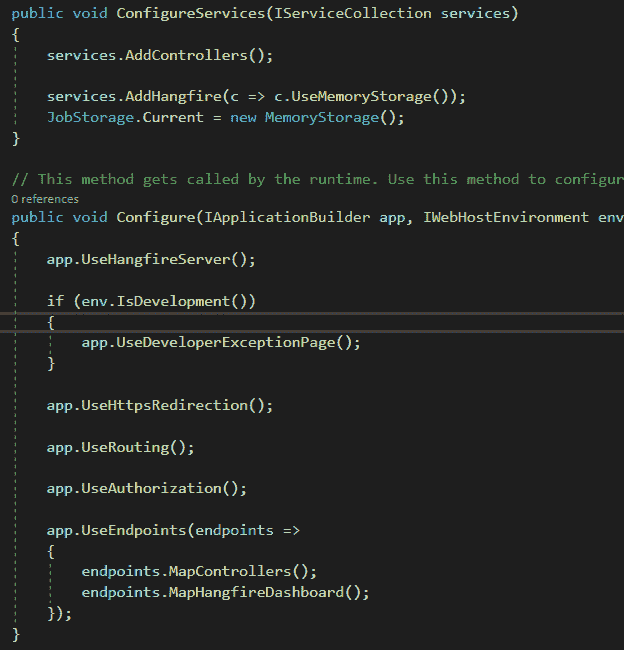 public void ConfigureServices(IServiceCollection services)
{
services.AddControllers();
services.AddHangfire(c => c.UseMemoryStorage());
JobStorage.Current = new MemoryStorage();
}
// This method gets called by the runtime. Use this method to configur
0 references
public void Configure(IApplicationBuilder app, IWebHostEnvironment env
{
app.UseHangfireServer();
if (env.IsDevelopment())
{
app.UseDeveloperExceptionPage();
}
app.UseHttpsRedirection();
app.UseRouting();
app.UseAuthorization();
app.UseEndpoints(endpoints =>
{
endpoints.MapControllers();
endpoints.MapHangfireDashboard();
});
}